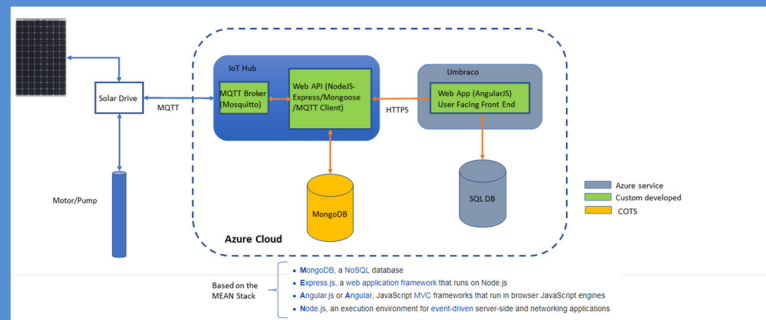 IoT Hub
Umbraco
Solar Drive
MQTT
MQTT Broker
(Mosquitto)
Web API (NodeJS-
Express/Mongoose
/MQTT Client)
HTTPS
Web App (AngularJS)
User Facing Front End
Motor/Pump
MongoDB
SQL DB
Azure service
Custom developed
COTS
Azure Cloud
Based on the
MEAN Stack
• MongoDB, a NoSQL database
• Express.js, a web application framework that runs on Node.js
• Angular.js or Angular, JavaScript MVC frameworks that run in browser JavaScript engines
• Node.js, an execution environment for event-driven server-side and networking applications